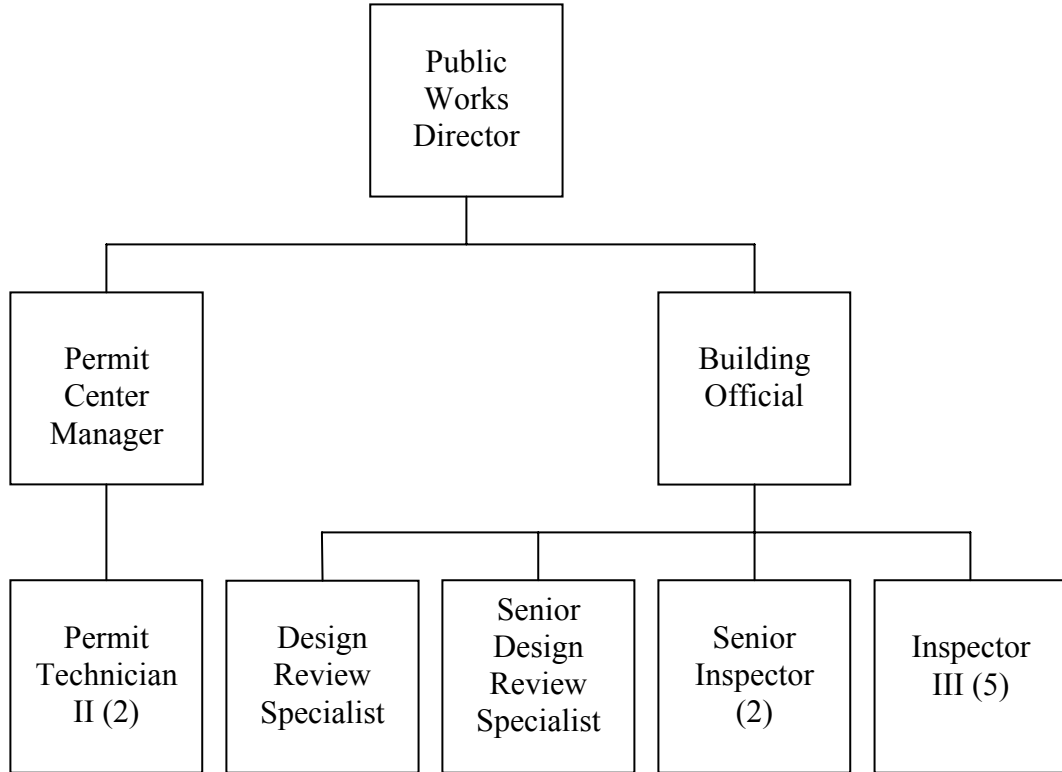 Public
Works
Director
Permit
Center
Manager
Building
Official
Permit
Technician
II (2)
Design
Review
Specialist
Senior
Design
Review
Specialist
Senior
Inspector
(2)
Inspector
III (5)